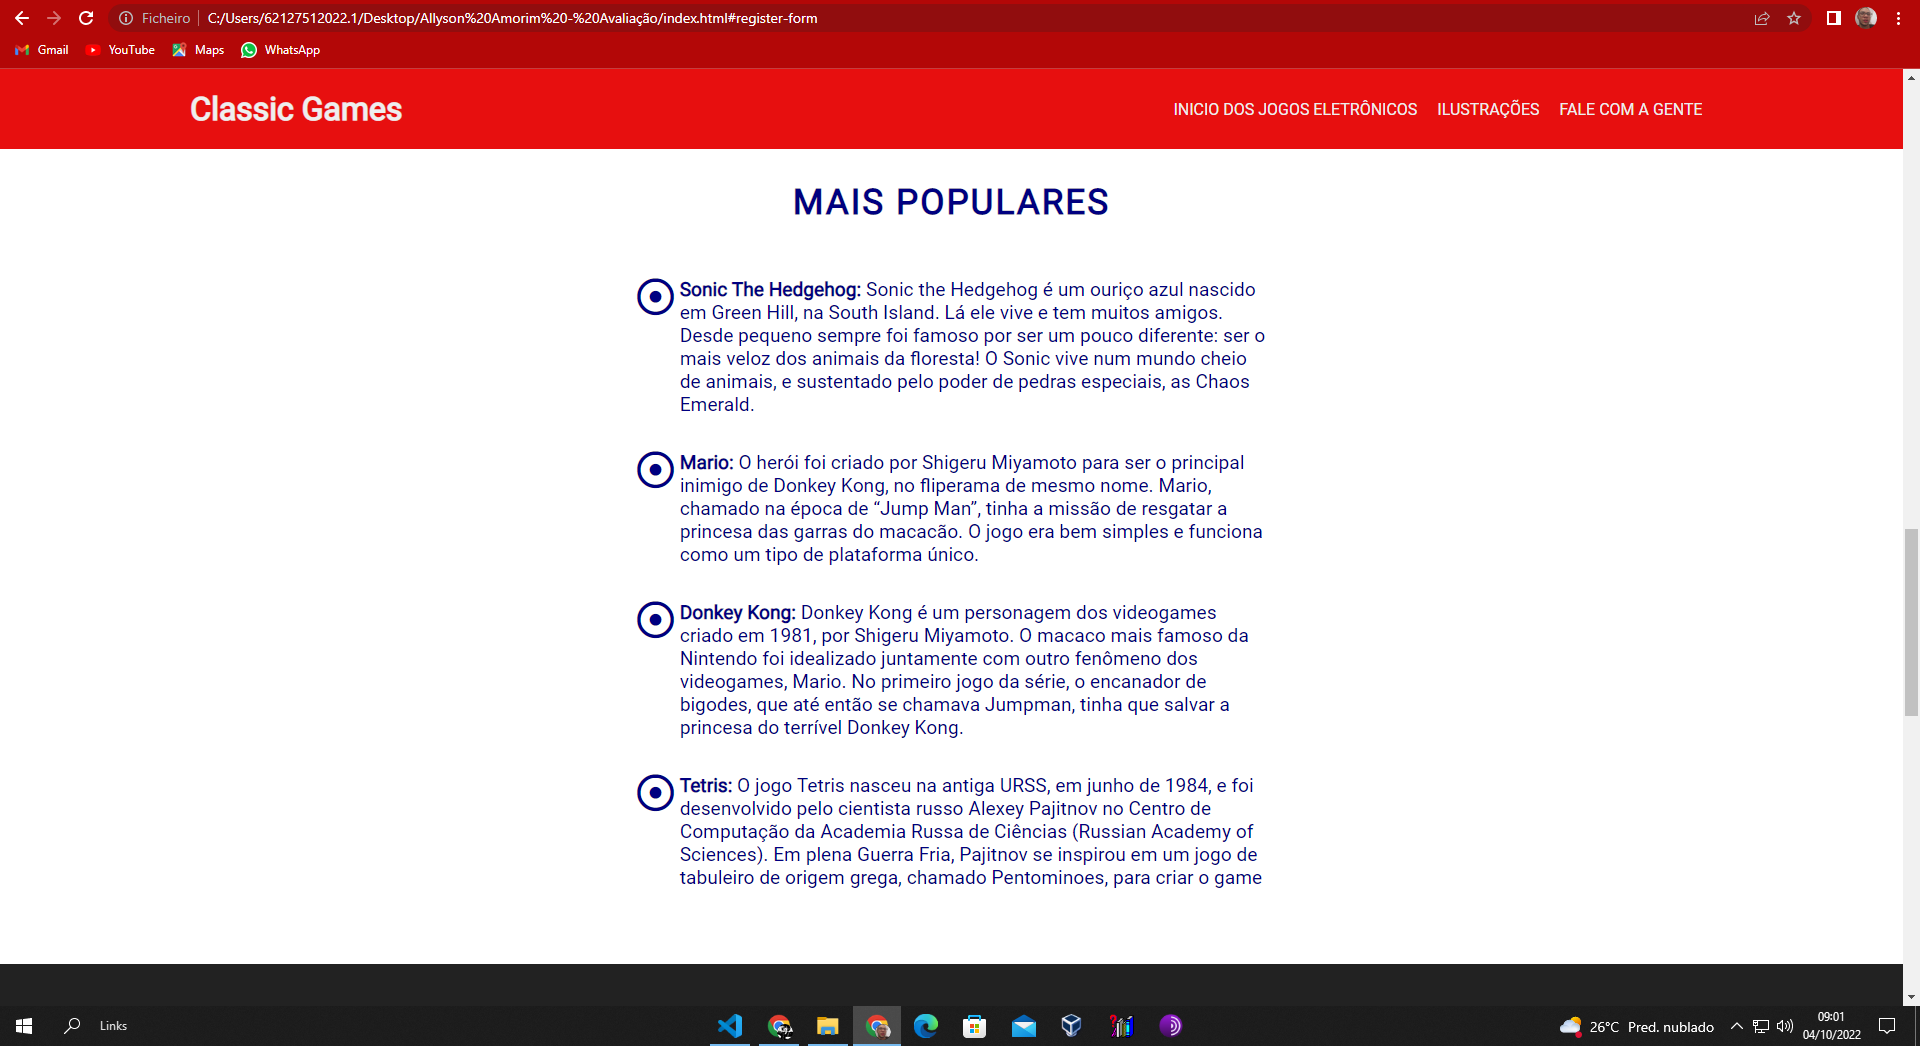 Ficheiro | C:/Users/62127512022.1/Desktop/Allyson%20Amorim%20-%20Avaliação/index.html#register-form
Gmail YouTube Maps WhatsApp
Classic Games INICIO DOS JOGOS ELETRÔNICOS ILUSTRAÇÕES FALE COM A GENTE
MAIS POPULARES
Sonic The Hedgehog: Sonic the Hedgehog é um ouriço azul nascido
em Green Hill, na South Island. Lá ele vive e tem muitos amigos.
Desde pequeno sempre foi famoso por ser um pouco diferente: ser o
mais veloz dos animais da floresta! O Sonic vive num mundo cheio
de animais, e sustentado pelo poder de pedras especiais, as Chaos
Emerald.
Mario: O herói foi criado por Shigeru Miyamoto para ser o principal
inimigo de Donkey Kong, no fliperama de mesmo nome. Mario,
chamado na época de “Jump Man”, tinha a missão de resgatar a
princesa das garras do macacão. O jogo era bem simples e funciona
como um tipo de plataforma único.
Donkey Kong: Donkey Kong é um personagem dos videogames
criado em 1981, por Shigeru Miyamoto. O macaco mais famoso da
Nintendo foi idealizado juntamente com outro fenômeno dos
videogames, Mario. No primeiro jogo da série, o encanador de
bigodes, que até então se chamava Jumpman, tinha que salvar a
princesa do terrível Donkey Kong.
Tetris: O jogo Tetris nasceu na antiga URSS, em junho de 1984, e foi
desenvolvido pelo cientista russo Alexey Pajitnov no Centro de
Computação da Academia Russa de Ciências (Russian Academy of
Sciences). Em plena Guerra Fria, Pajitnov se inspirou em um jogo de
tabuleiro de origem grega, chamado Pentominoes, para criar o game
Links 26°C Pred. nublado 09:01
04/10/2022